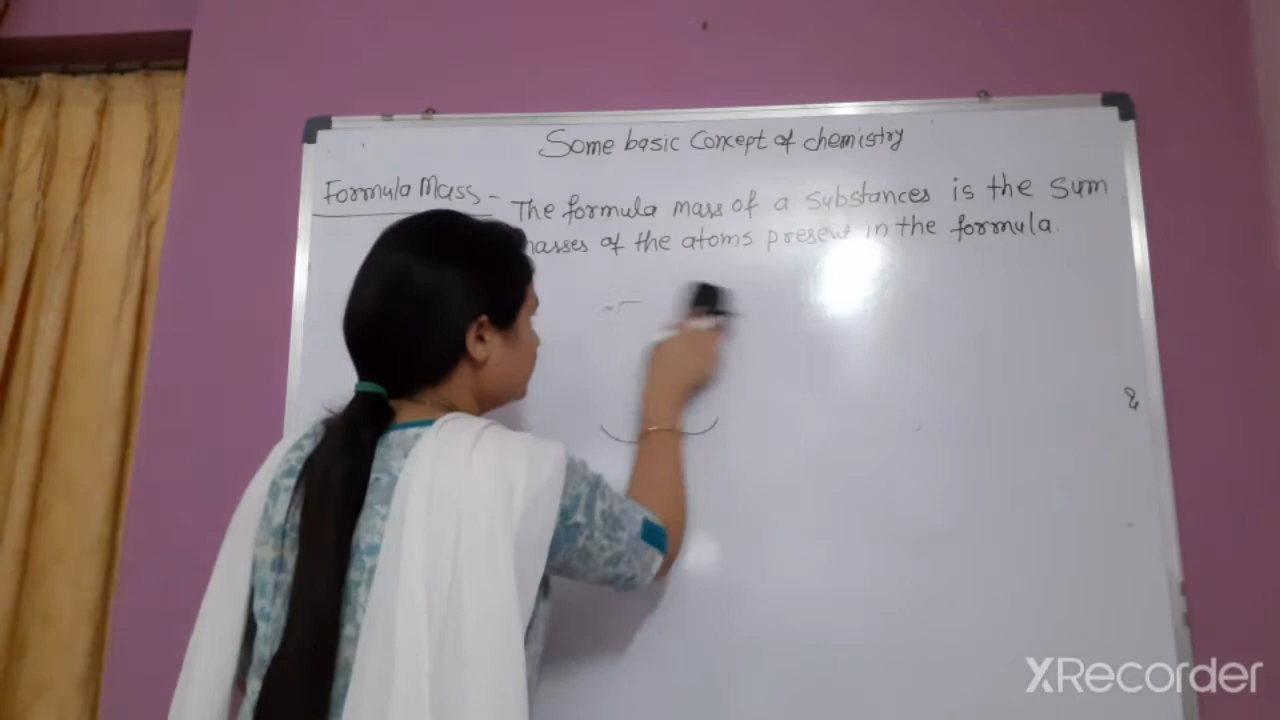 Some basic Concept of chemistry
Formula Mass - The formula mass of a substances is the sum
masses of the atoms present in the formula.
&
XRecorder